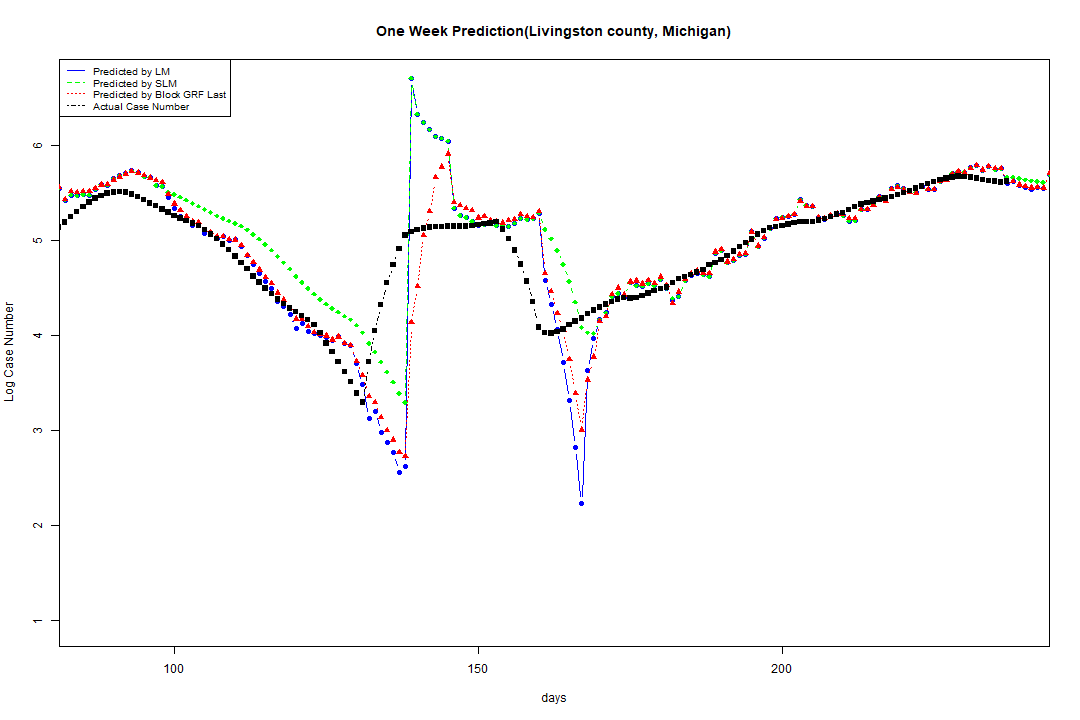 One Week Prediction(Livingston county, Michigan)
Predicted by LM
Predicted by SLM
Predicted by Block GRF Last
Actual Case Number
6
5
4
3
2
1
Log Case Number
100 150 200
days